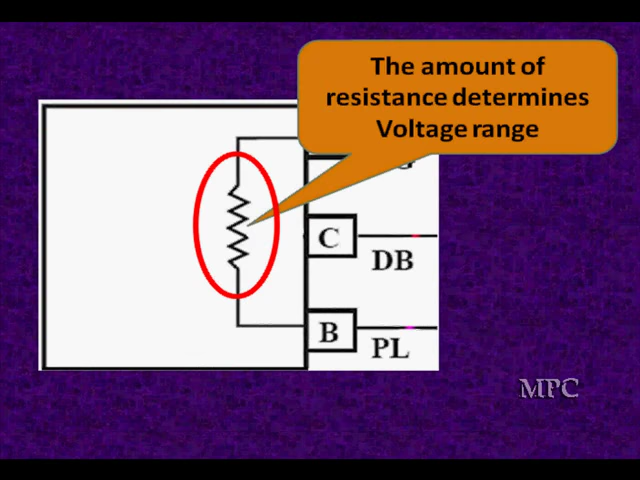 The amount of
resistance determines
Voltage range
C
DB
B
PL
MPC